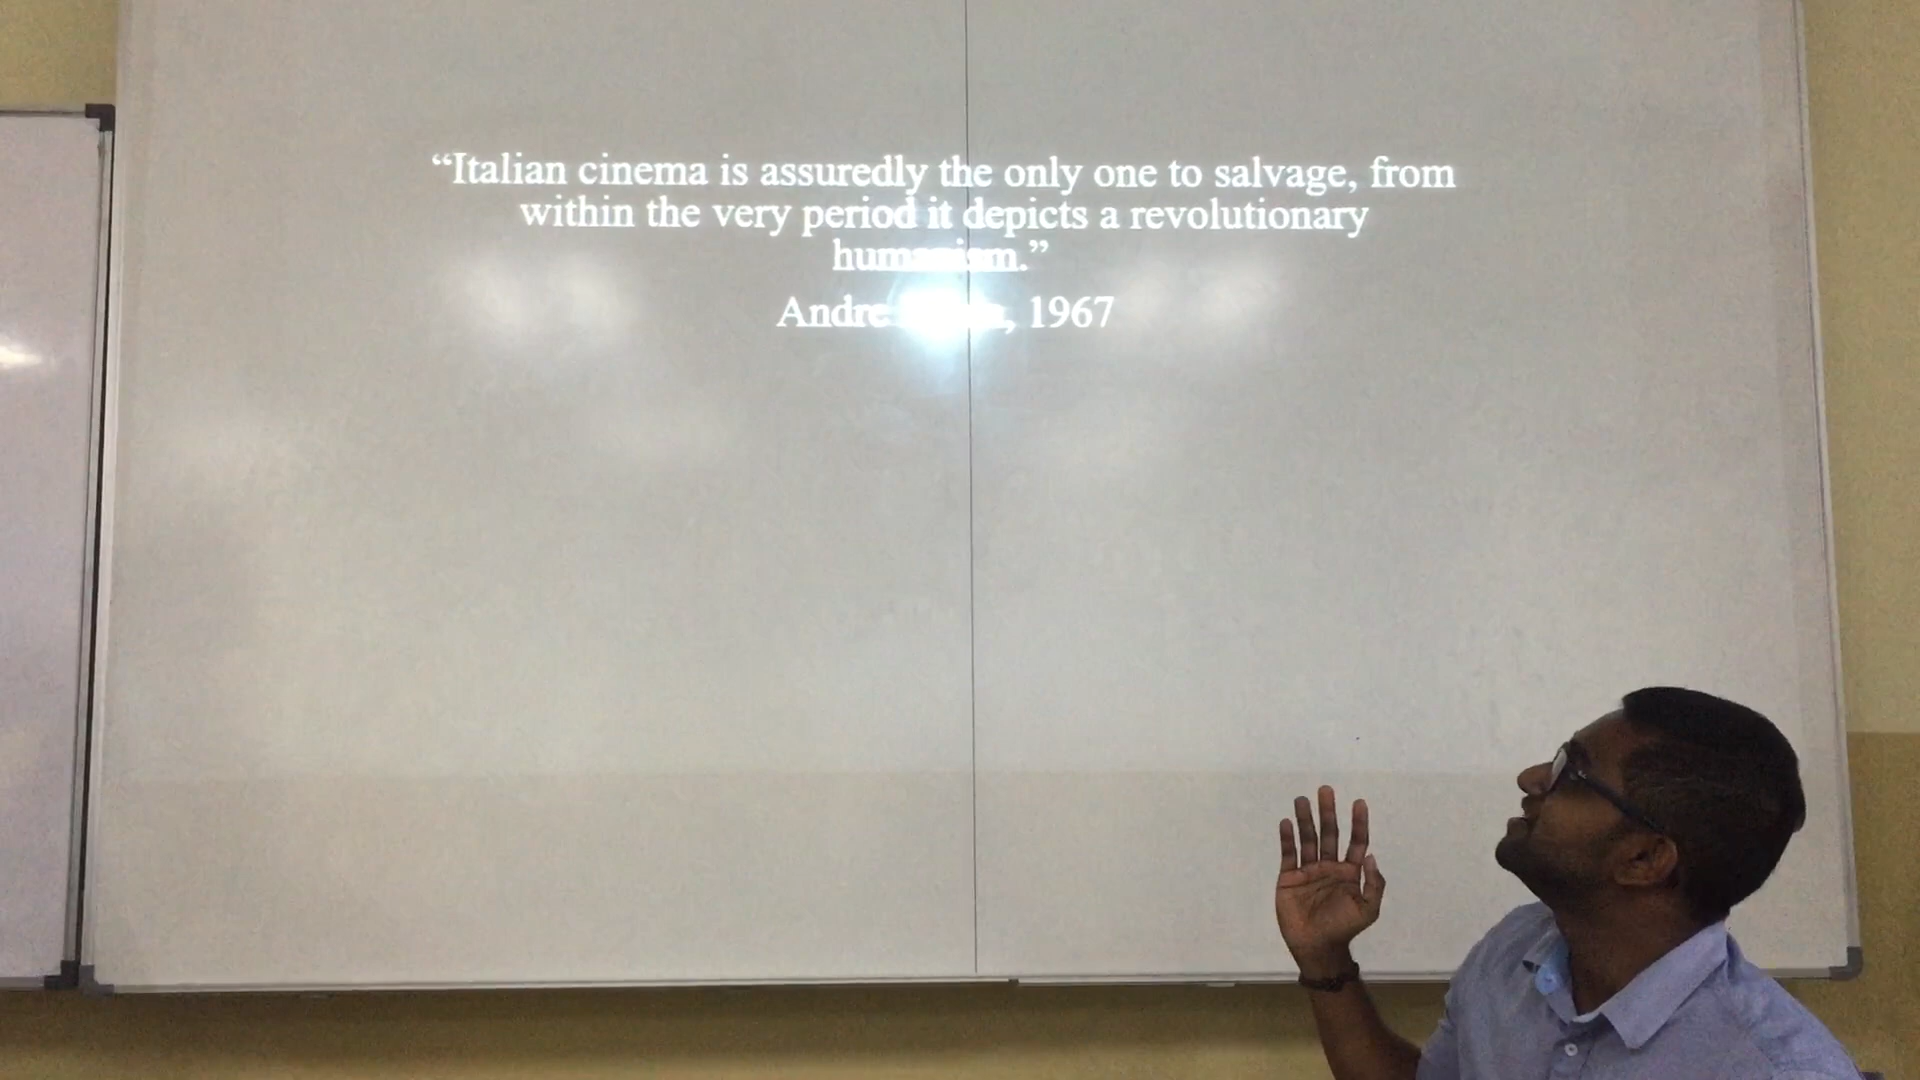 “Italian cinema is assuredly the only one to salvage, from
within the very period it depicts a revolutionary
humanism.”
Andre , 1967